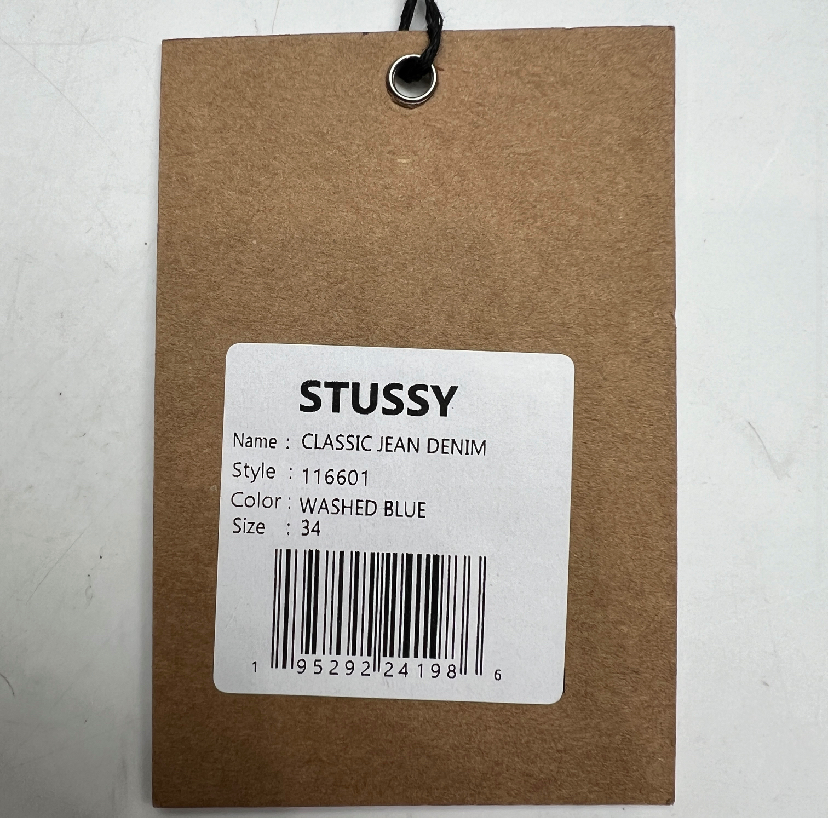 STUSSY
Name : CLASSIC JEAN DENIM
Style : 116601
Color : WASHED BLUE
Size : 34
1 95292 24198 6